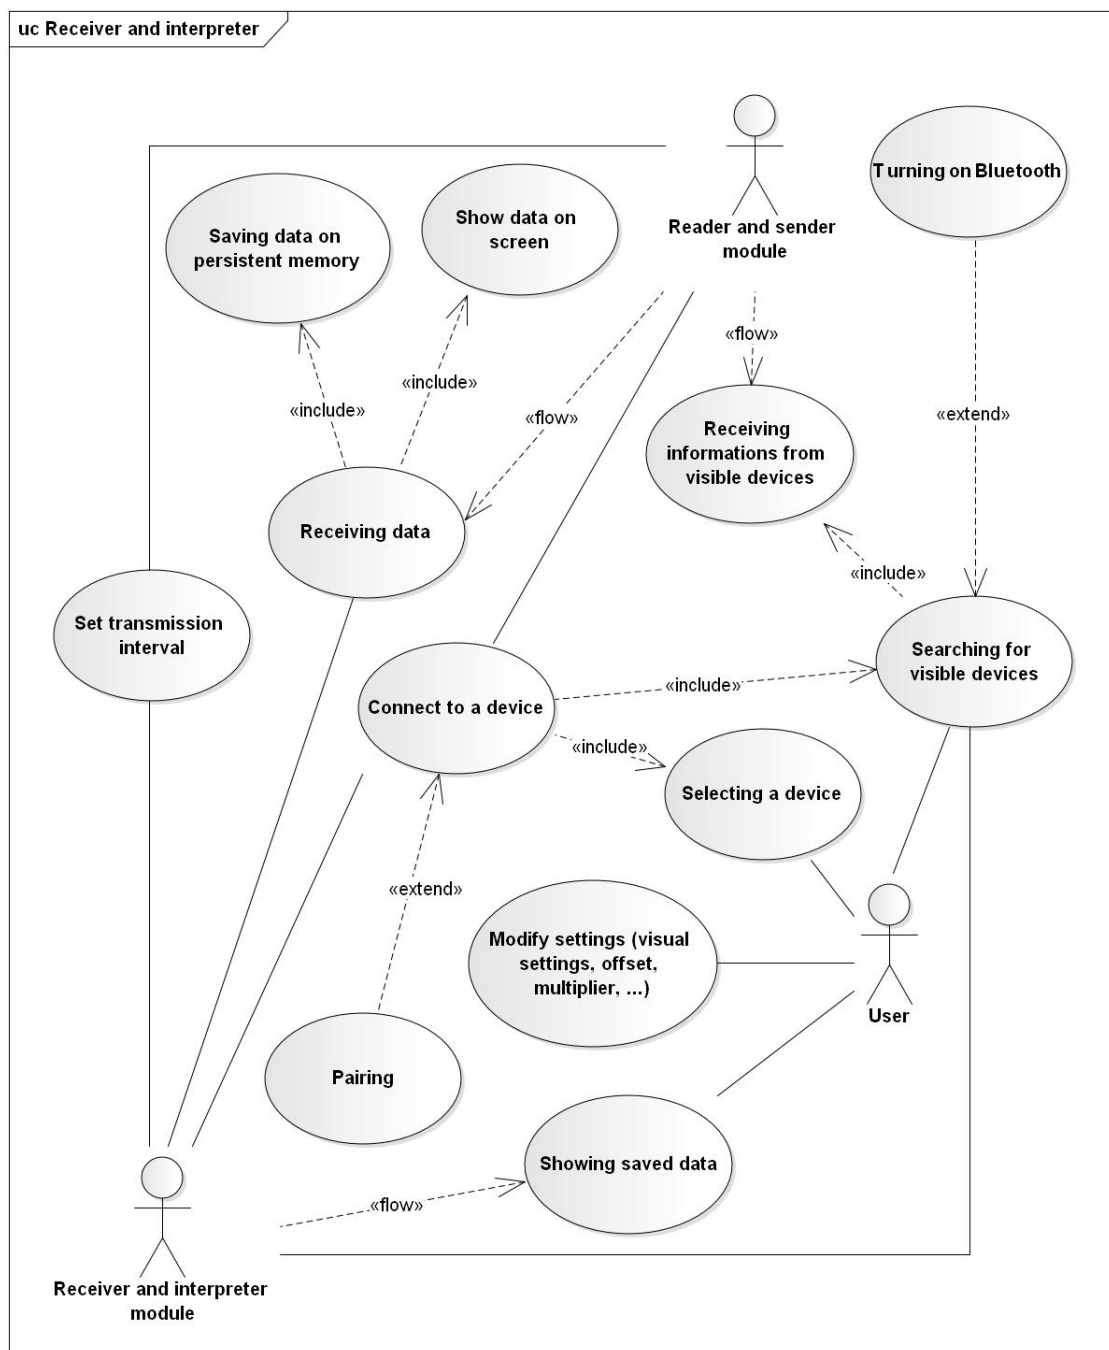 uc Receiver and interpreter
Reader and sender
module
Turning on Bluetooth
Saving data on
persistent memory
Show data on
screen
«flow»
«include»
«include»
«flow»
«extend»
Receiving
informations from
visible devices
Receiving data
«include»
Set transmission
interval
Searching for
visible devices
Connect to a device
«include»
«include»
Selecting a device
«extend»
Modify settings (visual
settings, offset,
multiplier, ...)
User
Pairing
Showing saved data
«flow»
Receiver and interpreter
module